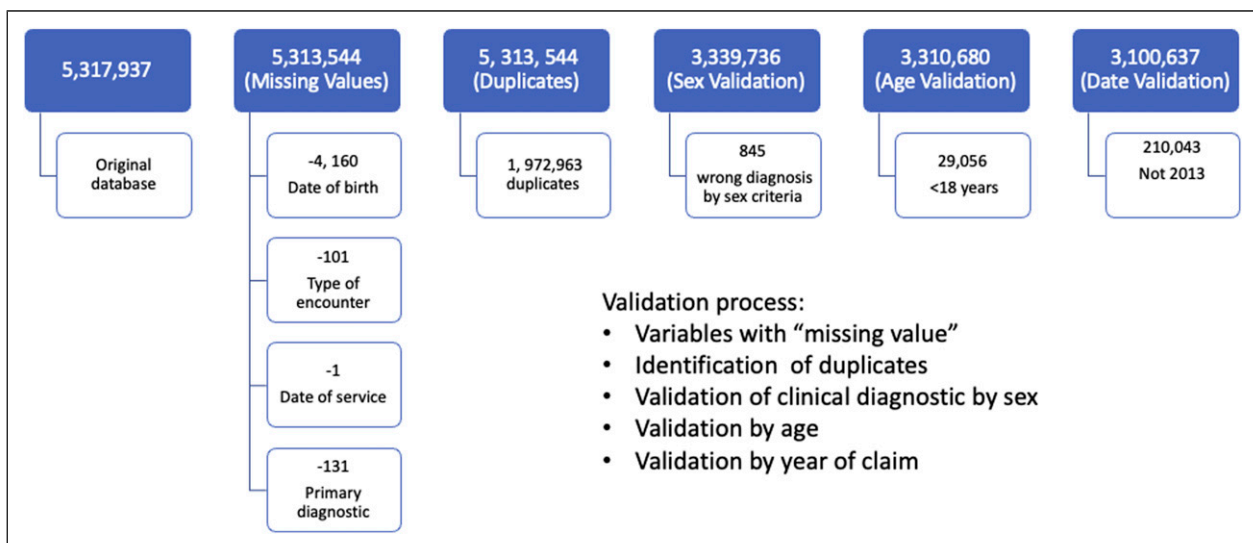 5,317,937
Original
database
5,313,544
(Missing Values)
-4, 160
Date of birth
-101
Type of
encounter
-1
Date of service
-131
Primary
diagnostic
5, 313, 544
(Duplicates)
1, 972,963
duplicates
3,339,736
(Sex Validation)
845
wrong diagnosis
by sex criteria
3,310,680
(Age Validation)
29,056
<18 years
3,100,637
(Date Validation)
210,043
Not 2013
Validation process:
• Variables with “missing value”
• Identification of duplicates
• Validation of clinical diagnostic by sex
• Validation by age
• Validation by year of claim